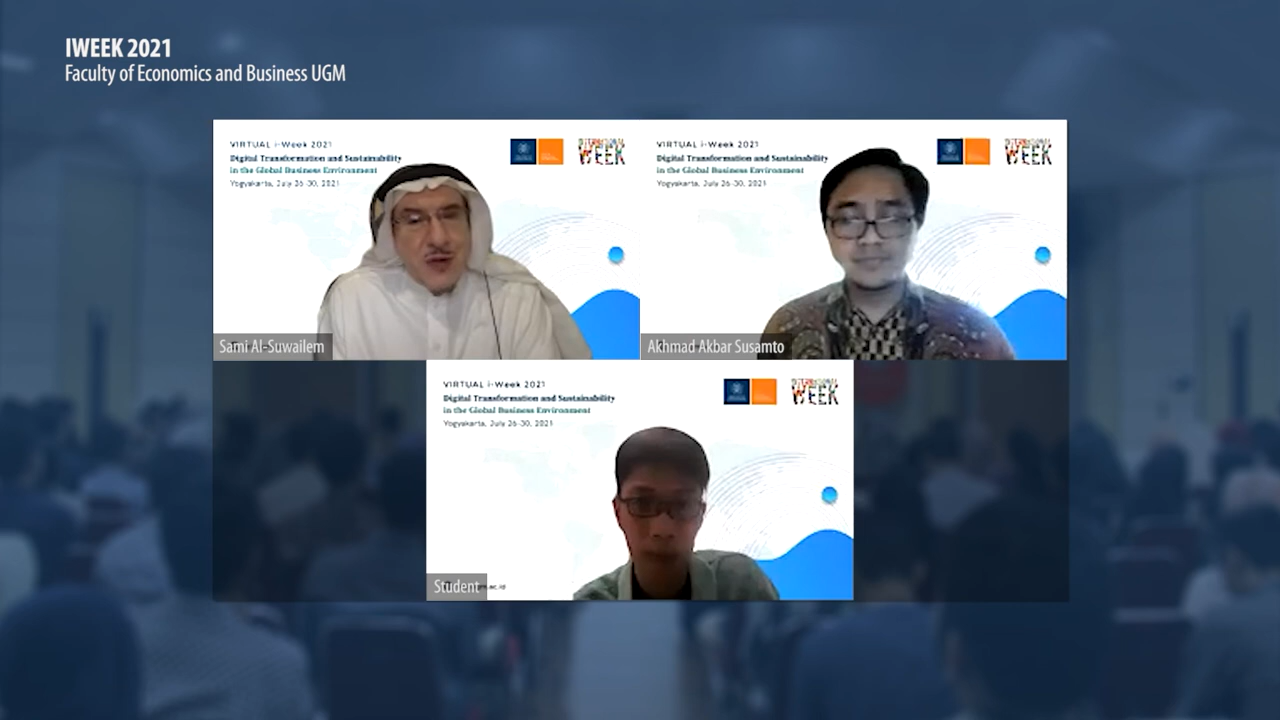 IWEEK 2021
Faculty of Economics and Business UGM
VIRTUAL i-Week 2021
Digital Transformation and Sustainability
in the Global Business Environment
Yogyakarta, July 26-30, 2021
INTERNATIONAL
WEEK
Sami Al-Suwailem
VIRTUAL i-Week 2021
Digital Transformation and Sustainability
in the Global Business Environment
Yogyakarta, July 26-30, 2021
INTERNATIONAL
WEEK
Akhmad Akbar Susamto
VIRTUAL i-Week 2021
Digital Transformation and Sustainability
in the Global Business Environment
Yogyakarta, July 26-30, 2021
INTERNATIONAL
WEEK
Student
.ac.id